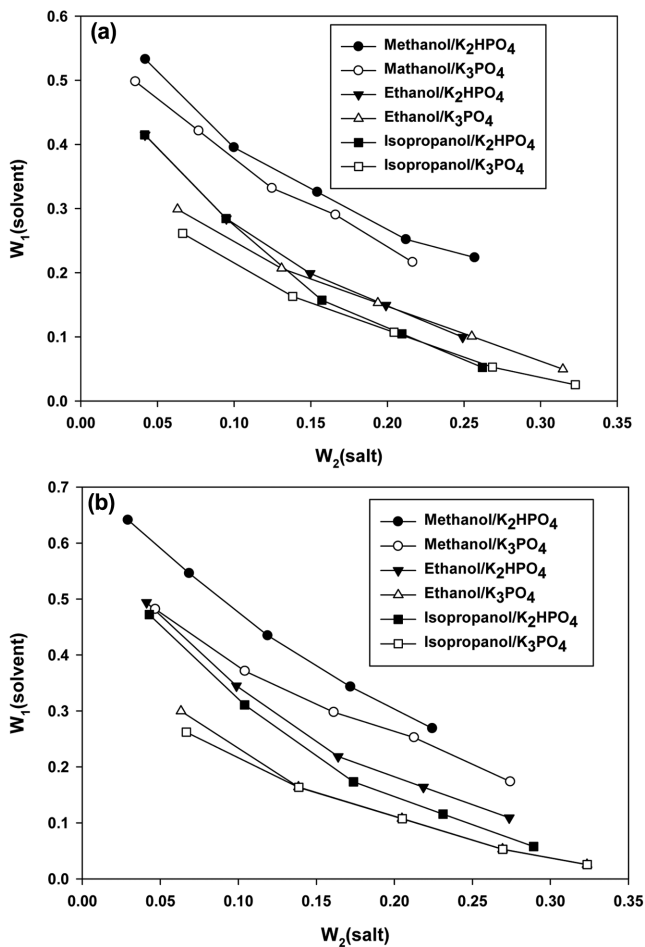 (a)
0.6
0.5
0.4
0.3
0.2
0.1
0.0
W₁(solvent)
Methanol/K₂HPO₄
Mathanol/K₃PO₄
Ethanol/K₂HPO₄
Ethanol/K₃PO₄
Isopropanol/K₂HPO₄
Isopropanol/K₃PO₄
0.00 0.05 0.10 0.15 0.20 0.25 0.30 0.35
W₂(salt)
(b)
0.7
0.6
0.5
0.4
0.3
0.2
0.1
0.0
W₁(solvent)
Methanol/K₂HPO₄
Methanol/K₃PO₄
Ethanol/K₂HPO₄
Ethanol/K₃PO₄
Isopropanol/K₂HPO₄
Isopropanol/K₃PO₄
0.00 0.05 0.10 0.15 0.20 0.25 0.30 0.35
W₂(salt)